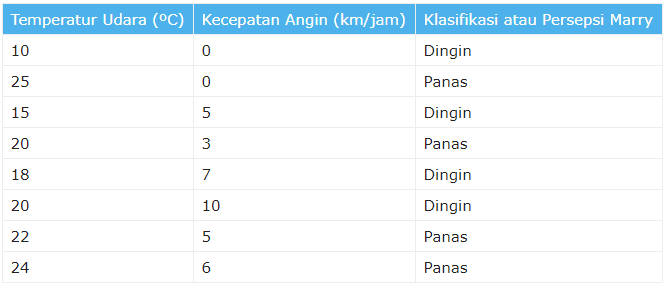 Temperatur Udara (ºC) Kecepatan Angin (km/jam) Klasifikasi atau Persepsi Marry
10 0 Dingin
25 0 Panas
15 5 Dingin
20 3 Panas
18 7 Dingin
20 10 Dingin
22 5 Panas
24 6 Panas